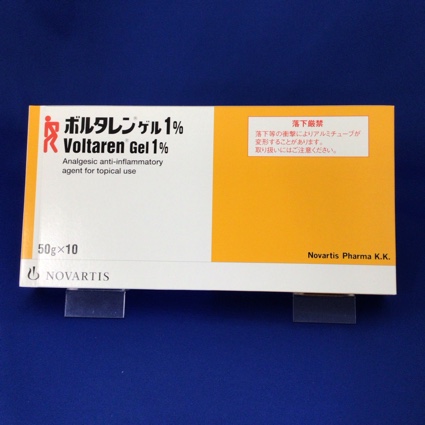 ボルタレン®ゲル1%
Voltaren® Gel 1%
Analgesic anti-inflammatory
agent for topical use
50g×10
NOVARTIS
落下厳禁
落下等の衝撃によりアルミチューブが
変形することがあります。
取り扱いにはご注意ください。
Novartis Pharma K.K.